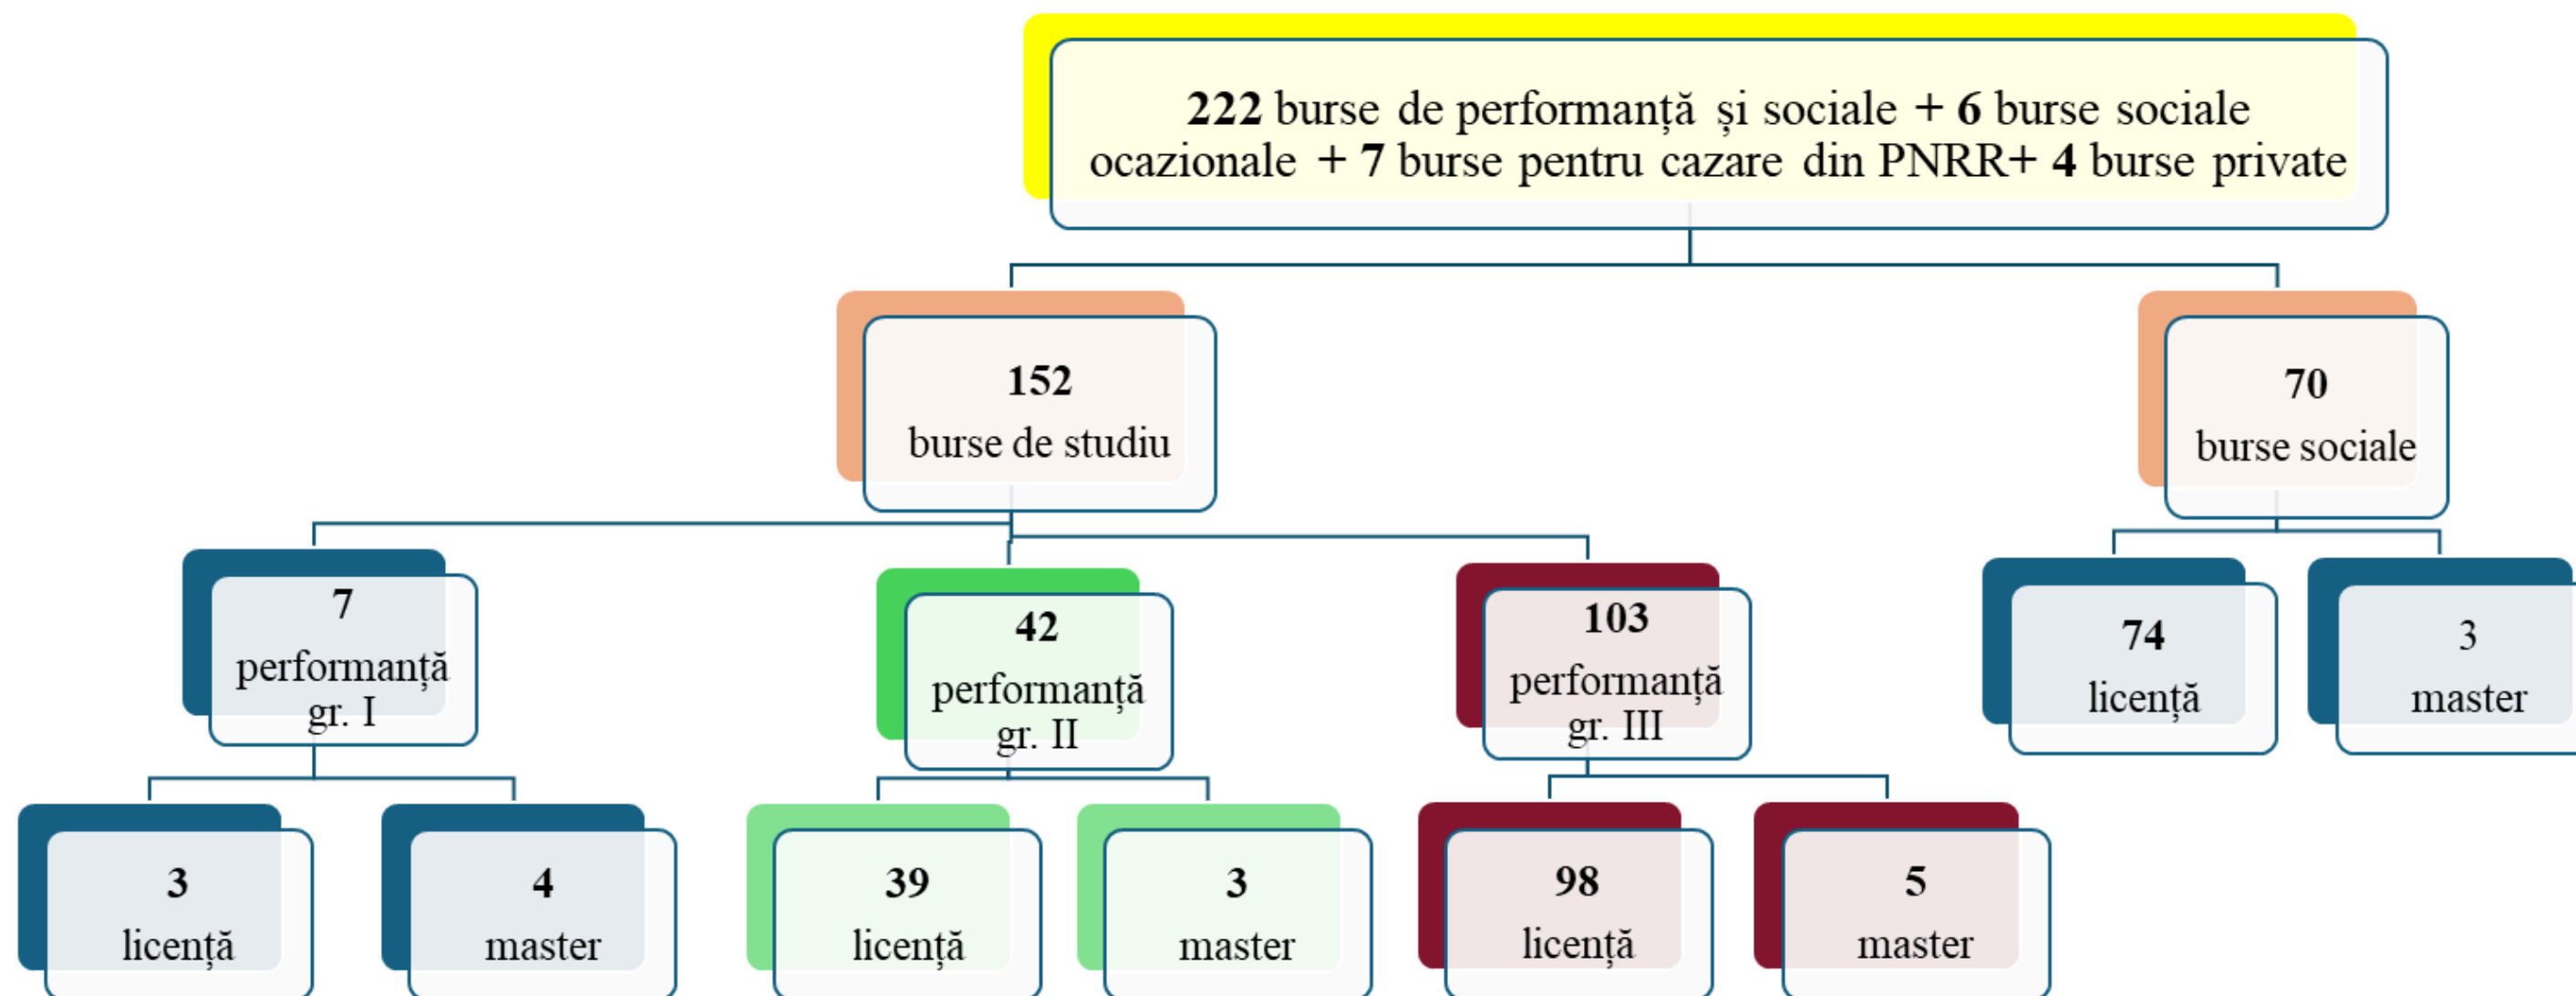 222 burse de performanță și sociale + 6 burse sociale
ocazionale + 7 burse pentru cazare din PNRR+ 4 burse private
152
burse de studiu
70
burse sociale
7
performanță
gr. I
42
performanță
gr. II
103
performanță
gr. III
74
licență
3
master
3
licență
4
master
39
licență
3
master
98
licență
5
master